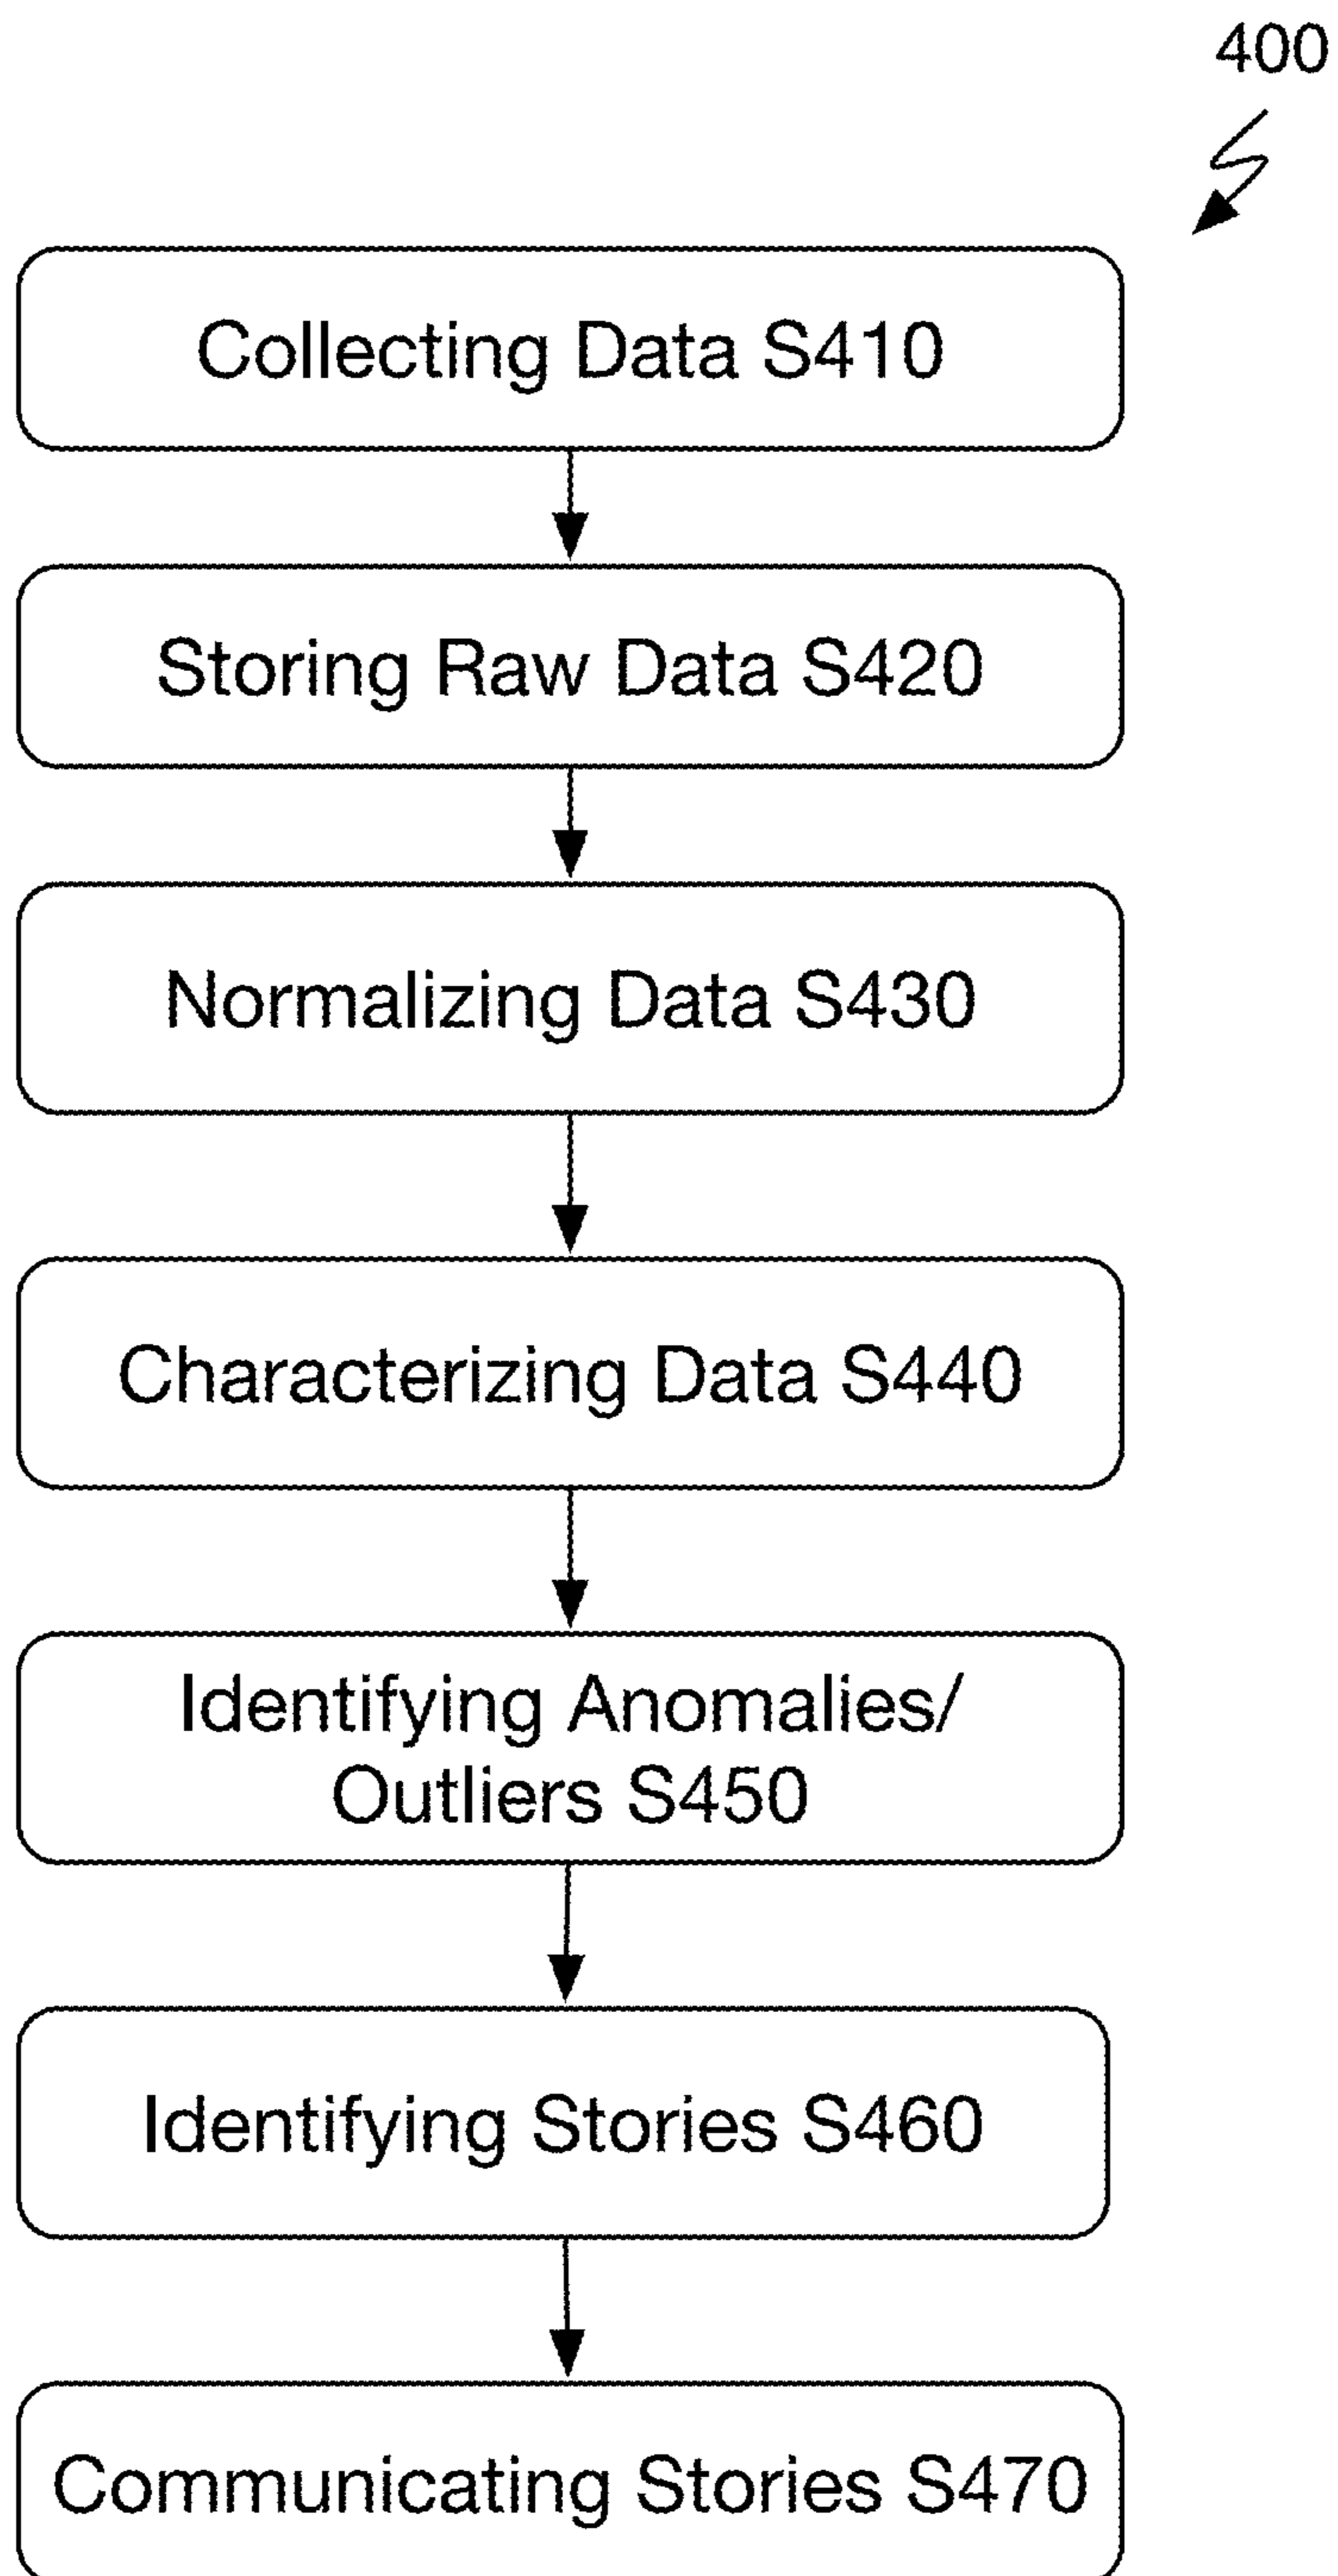 400
Collecting Data S410
Storing Raw Data S420
Normalizing Data S430
Characterizing Data S440
Identifying Anomalies/
Outliers S450
Identifying Stories S460
Communicating Stories S470